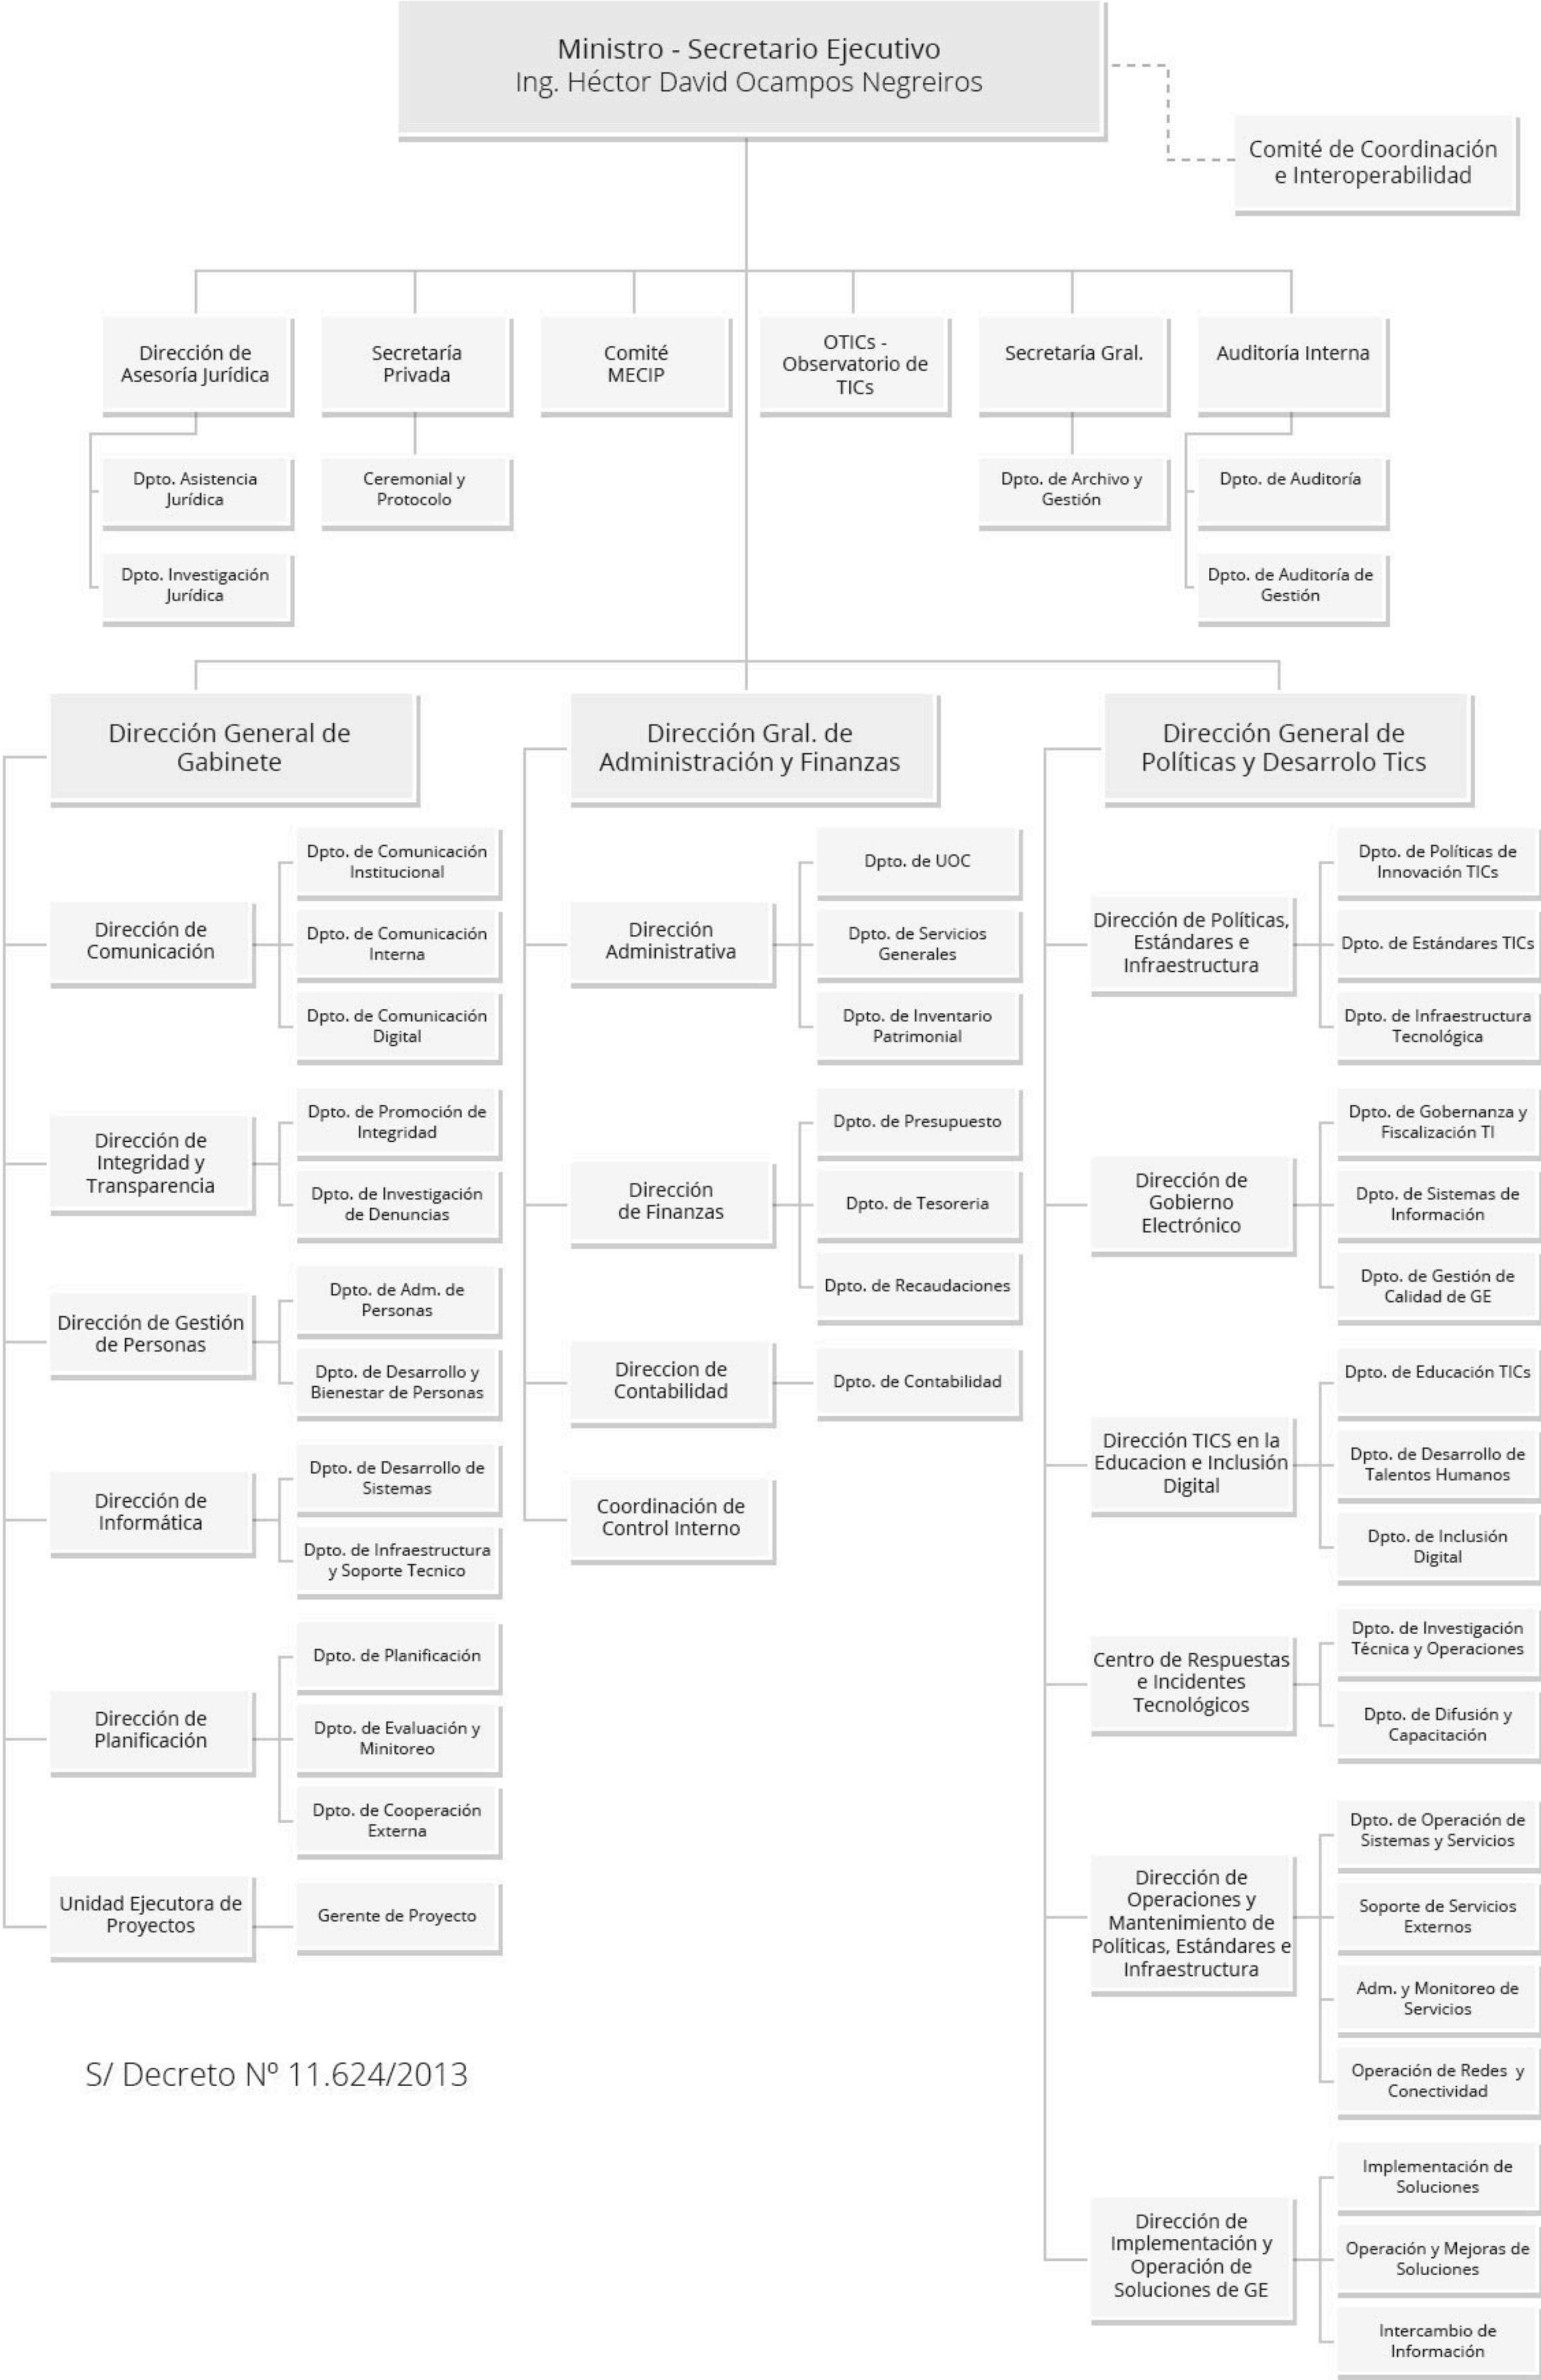 Ministro - Secretario Ejecutivo
Ing. Héctor David Ocampos Negreiros
Comité de Coordinación
e Interoperabilidad
Dirección de
Asesoría Jurídica
Secretaría
Privada
Comité
MECIP
OTICs -
Observatorio de
TICs
Secretaría Gral.
Auditoría Interna
Dpto. Asistencia
Jurídica
Ceremonial y
Protocolo
Dpto. de Archivo y
Gestión
Dpto. de Auditoría
Dpto. Investigación
Jurídica
Dpto. de Auditoría de
Gestión
Dirección General de
Gabinete
Dirección de
Comunicación
Dpto. de Comunicación
Institucional
Dpto. de Comunicación
Interna
Dpto. de Comunicación
Digital
Dirección de
Integridad y
Transparencia
Dpto. de Promoción de
Integridad
Dpto. de Investigación
de Denuncias
Dirección de Gestión
de Personas
Dpto. de Adm. de
Personas
Dpto. de Desarrollo y
Bienestar de Personas
Dirección de
Informática
Dpto. de Desarrollo de
Sistemas
Dpto. de Infraestructura
y Soporte Tecnico
Dirección de
Planificación
Dpto. de Planificación
Dpto. de Evaluación y
Minitoreo
Dpto. de Cooperación
Externa
Unidad Ejecutora de
Proyectos
Gerente de Proyecto
Dirección Gral. de
Administración y Finanzas
Dirección
Administrativa
Dpto. de UOC
Dpto. de Servicios
Generales
Dpto. de Inventario
Patrimonial
Dirección
de Finanzas
Dpto. de Presupuesto
Dpto. de Tesoreria
Dpto. de Recaudaciones
Direccion de
Contabilidad
Dpto. de Contabilidad
Coordinación de
Control Interno
Dirección General de
Políticas y Desarrolo Tics
Dirección de Políticas,
Estándares e
Infraestructura
Dpto. de Políticas de
Innovación TICs
Dpto. de Estándares TICs
Dpto. de Infraestructura
Tecnológica
Dirección de
Gobierno
Electrónico
Dpto. de Gobernanza y
Fiscalización TI
Dpto. de Sistemas de
Información
Dpto. de Gestión de
Calidad de GE
Dirección TICS en la
Educacion e Inclusión
Digital
Dpto. de Educación TICs
Dpto. de Desarrollo de
Talentos Humanos
Dpto. de Inclusión
Digital
Centro de Respuestas
e Incidentes
Tecnológicos
Dpto. de Investigación
Técnica y Operaciones
Dpto. de Difusión y
Capacitación
Dirección de
Operaciones y
Mantenimiento de
Políticas, Estándares e
Infraestructura
Dpto. de Operación de
Sistemas y Servicios
Soporte de Servicios
Externos
Adm. y Monitoreo de
Servicios
Operación de Redes y
Conectividad
Dirección de
Implementación y
Operación de
Soluciones de GE
Implementación de
Soluciones
Operación y Mejoras de
Soluciones
Intercambio de
Información
S/ Decreto Nº 11.624/2013